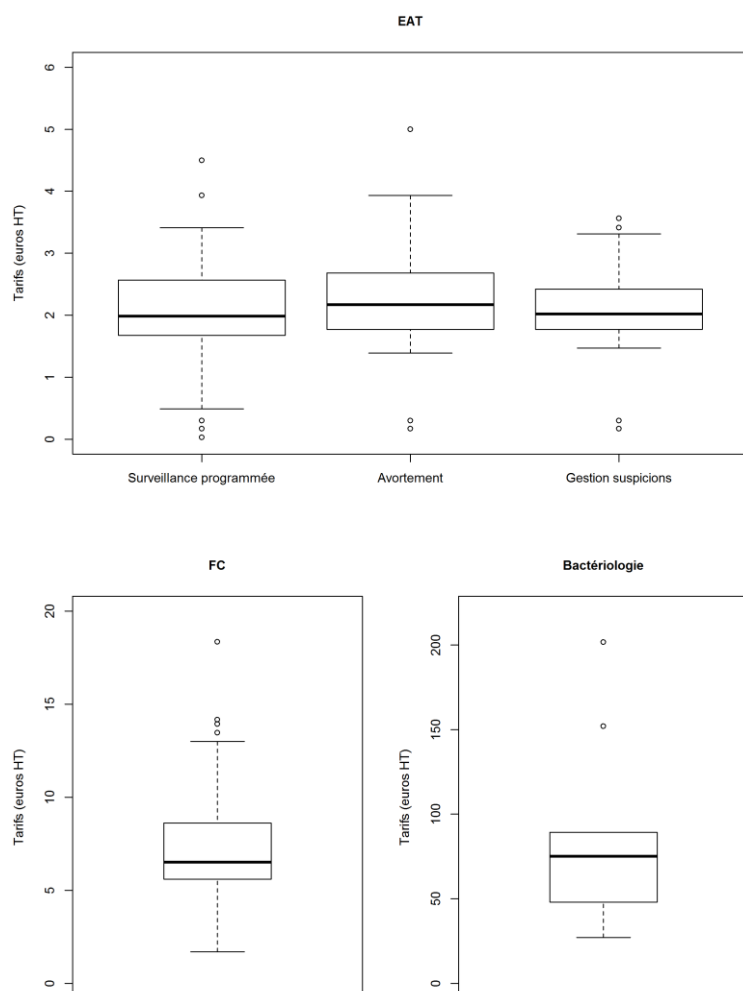 EAT
Tarifs (euros HT)
0 1 2 3 4 5 6
Surveillance programmée Avortement Gestion suspicions
FC
Tarifs (euros HT)
0 5 10 15 20
Bactériologie
Tarifs (euros HT)
0 50 100 150 200